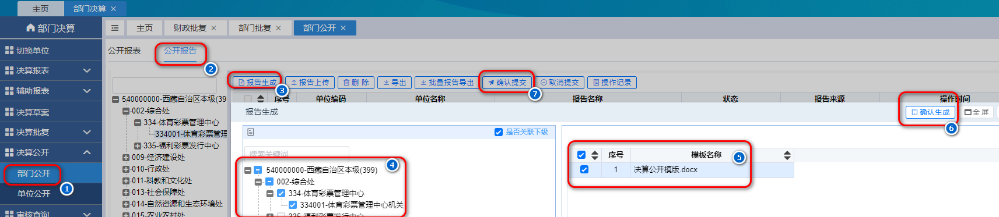 主页
部门决算 ×
部门决算
主页
财政批复 ×
部门批复 ×
部门公开 ×
切换单位
决算报表
辅助报表
决算草案
决算批复
决算公开
部门公开
1
单位公开
审核查询
公开报表
公开报告
2
540000000-西藏自治区本级(39
002-综合处
334-体育彩票管理中心
334001-体育彩票管理
335-福利彩票发行中心
009-经济建设处
010-行政处
011-科教和文化处
013-社会保障处
014-自然资源和生态环境处
015-农业农村处
报告生成
3
报告上传
删 除
导出
批量报告导出
确认提交
7
取消提交
操作记录
序号
单位编码
单位名称
报告名称
状态
报告来源
操作时间
报告生成
确认生成
6
全 屏
是否关联下级
搜索关键词
4
540000000-西藏自治区本级(399)
002-综合处
334-体育彩票管理中心
334001-体育彩票管理中心机关
335-福利彩票发行中心
序号
模板名称
5
1
决算公开模版.docx